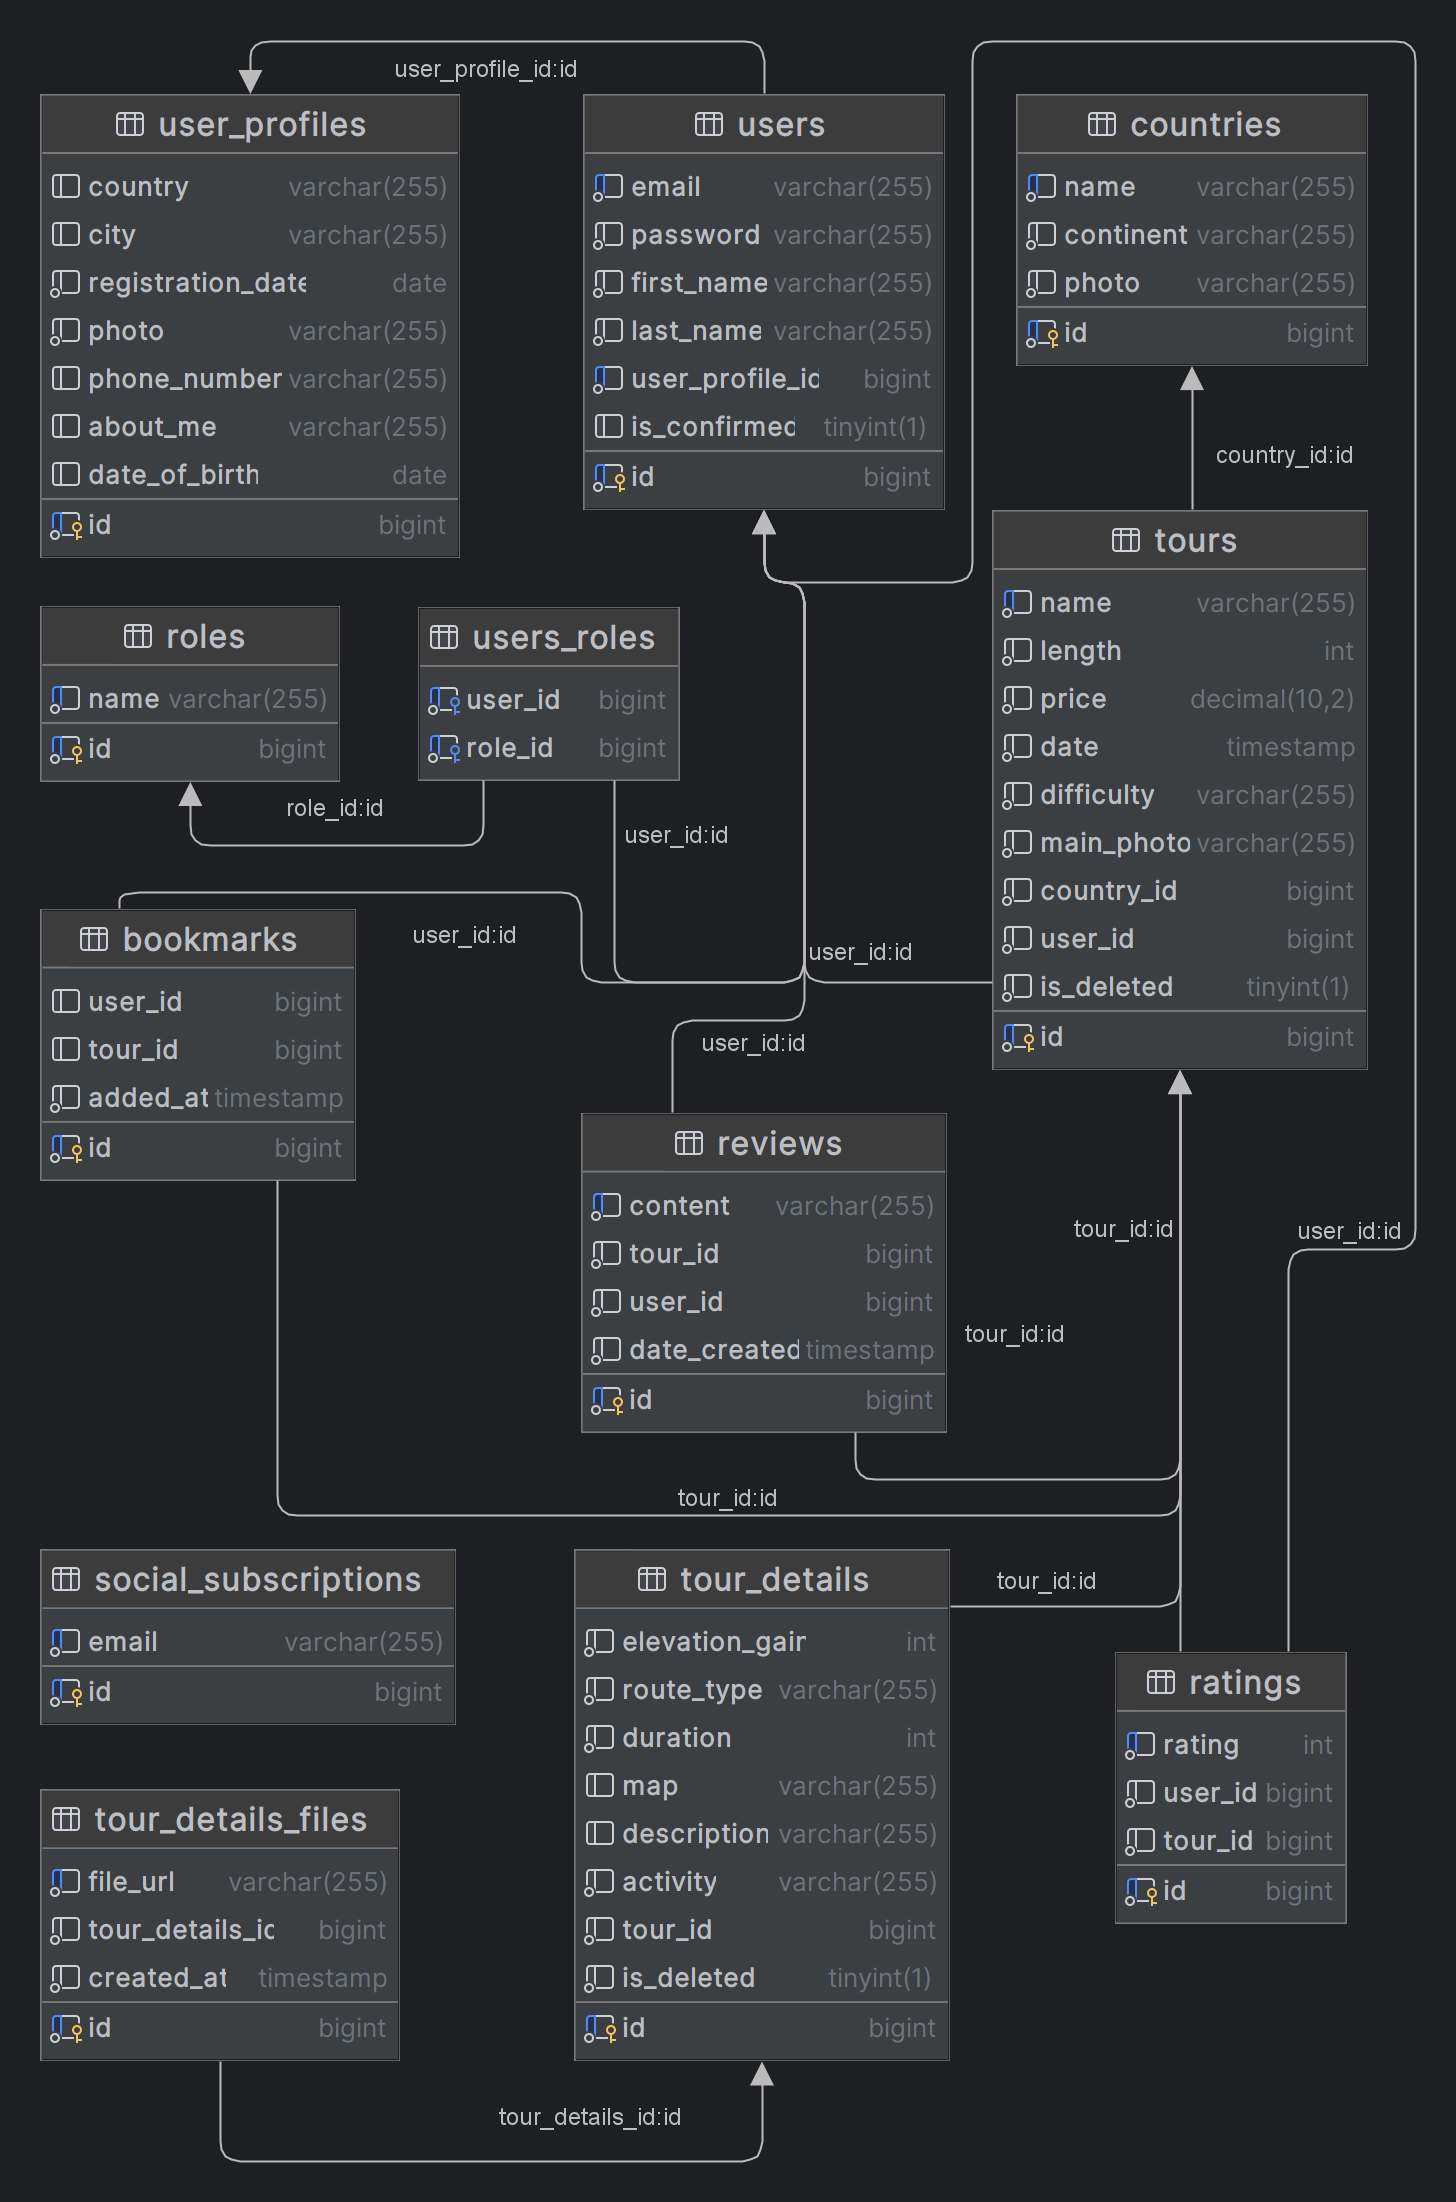 user_profile_id:id
user_profiles
country varchar(255)
city varchar(255)
registration_date date
photo varchar(255)
phone_number varchar(255)
about_me varchar(255)
date_of_birth date
id bigint
users
email varchar(255)
password varchar(255)
first_name varchar(255)
last_name varchar(255)
user_profile_id bigint
is_confirmed tinyint(1)
id bigint
countries
name varchar(255)
continent varchar(255)
photo varchar(255)
id bigint
country_id:id
tours
name varchar(255)
length int
price decimal(10,2)
date timestamp
difficulty varchar(255)
main_photo varchar(255)
country_id bigint
user_id bigint
is_deleted tinyint(1)
id bigint
roles
name varchar(255)
id bigint
users_roles
user_id bigint
role_id bigint
role_id:id
user_id:id
user_id:id
user_id:id
bookmarks
user_id bigint
tour_id bigint
added_at timestamp
id bigint
user_id:id
reviews
content varchar(255)
tour_id bigint
user_id bigint
date_created timestamp
id bigint
tour_id:id
user_id:id
tour_id:id
tour_id:id
social_subscriptions
email varchar(255)
id bigint
tour_details
elevation_gain int
route_type varchar(255)
duration int
map varchar(255)
description varchar(255)
activity varchar(255)
tour_id bigint
is_deleted tinyint(1)
id bigint
tour_id:id
ratings
rating int
user_id bigint
tour_id bigint
id bigint
tour_details_files
file_url varchar(255)
tour_details_id bigint
created_at timestamp
id bigint
tour_details_id:id